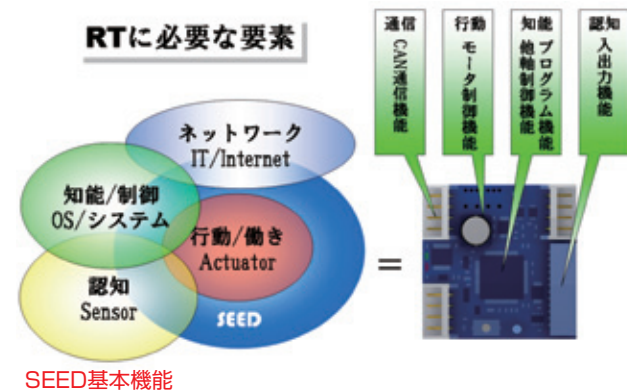 RTに必要な要素
通信
CAN通信機能
行動
モータ制御機能
知能
プログラム機能
他軸制御機能
認知
入出力機能
ネットワーク
IT/Internet
知能/制御
OS/システム
行動/働き
Actuator
認知
Sensor
SEED
=
SEED基本機能